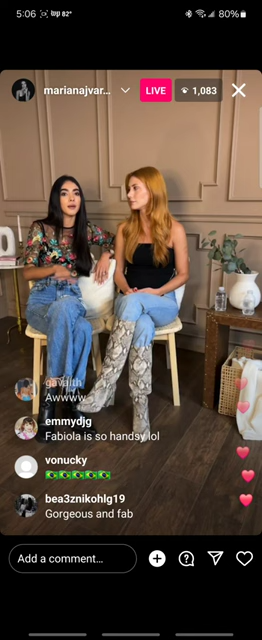 5:06 82° 80%
marianajvar... LIVE 1,083
gavalth
Awwww
emmydjg
Fabiola is so handsy lol
vonucky
🇧🇷🇧🇷🇧🇷🇧🇷🇧🇷
bea3znikohlg19
Gorgeous and fab
Add a comment...